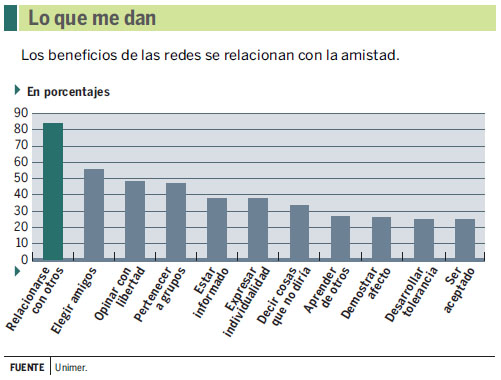 Lo que me dan
Los beneficios de las redes se relacionan con la amistad.
En porcentajes
90
80
70
60
50
40
30
20
10
0
Relacionarse
con otros
Elegir amigos
Opinar con
libertad
Pertenecer
a grupos
Estar
informado
Expresar
individualidad
Decir cosas
que no diría
Aprender
de otros
Demostrar
afecto
Desarrollar
tolerancia
Ser
aceptado
FUENTE Unimer.